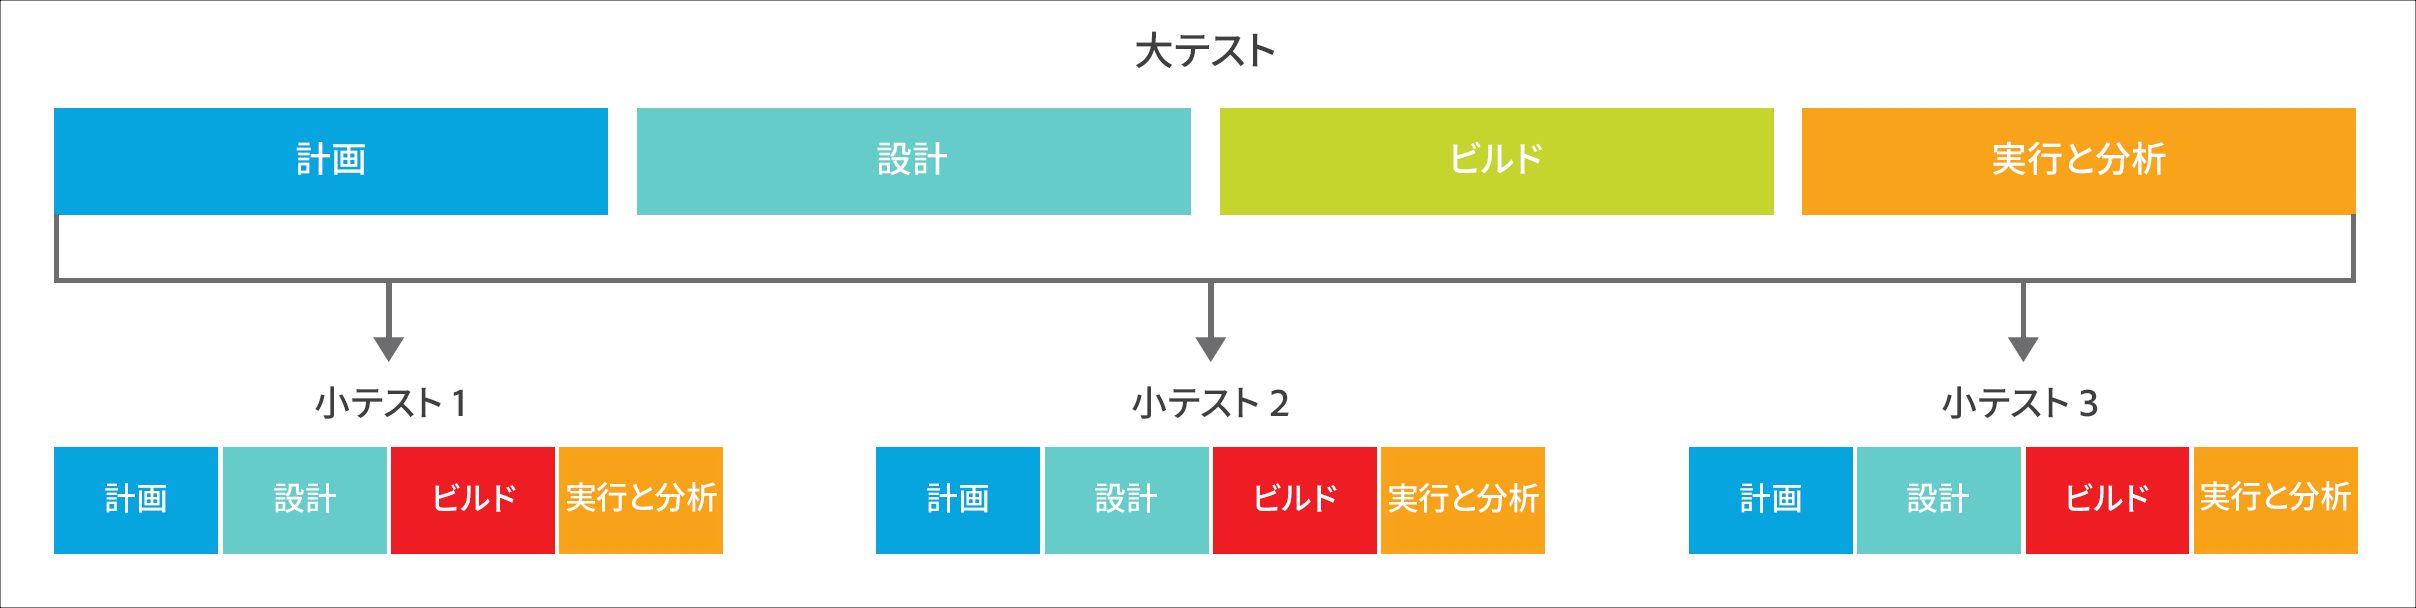 大テスト
計画
設計
ビルド
実行と分析
小テスト 1
小テスト 2
小テスト 3
計画
設計
ビルド
実行と分析
計画
設計
ビルド
実行と分析
計画
設計
ビルド
実行と分析